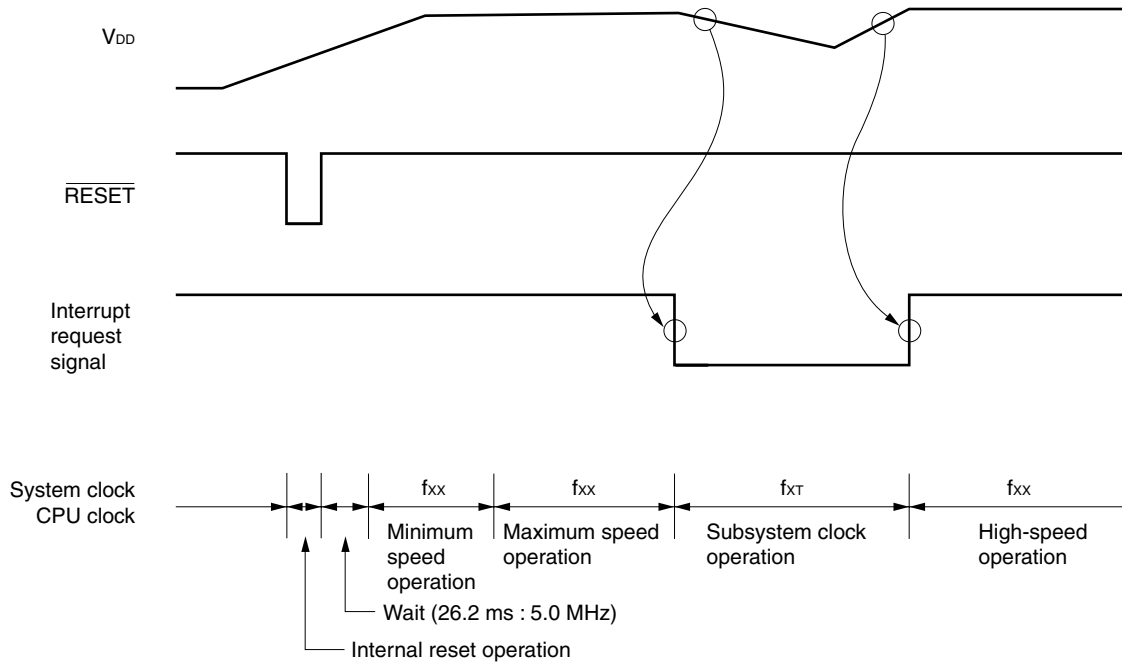 VDD
RESET
Interrupt
request
signal
System clock
CPU clock
fXX
fXX
fXT
fXX
Minimum
speed
operation
Maximum speed
operation
Subsystem clock
operation
High-speed
operation
Wait (26.2 ms : 5.0 MHz)
Internal reset operation